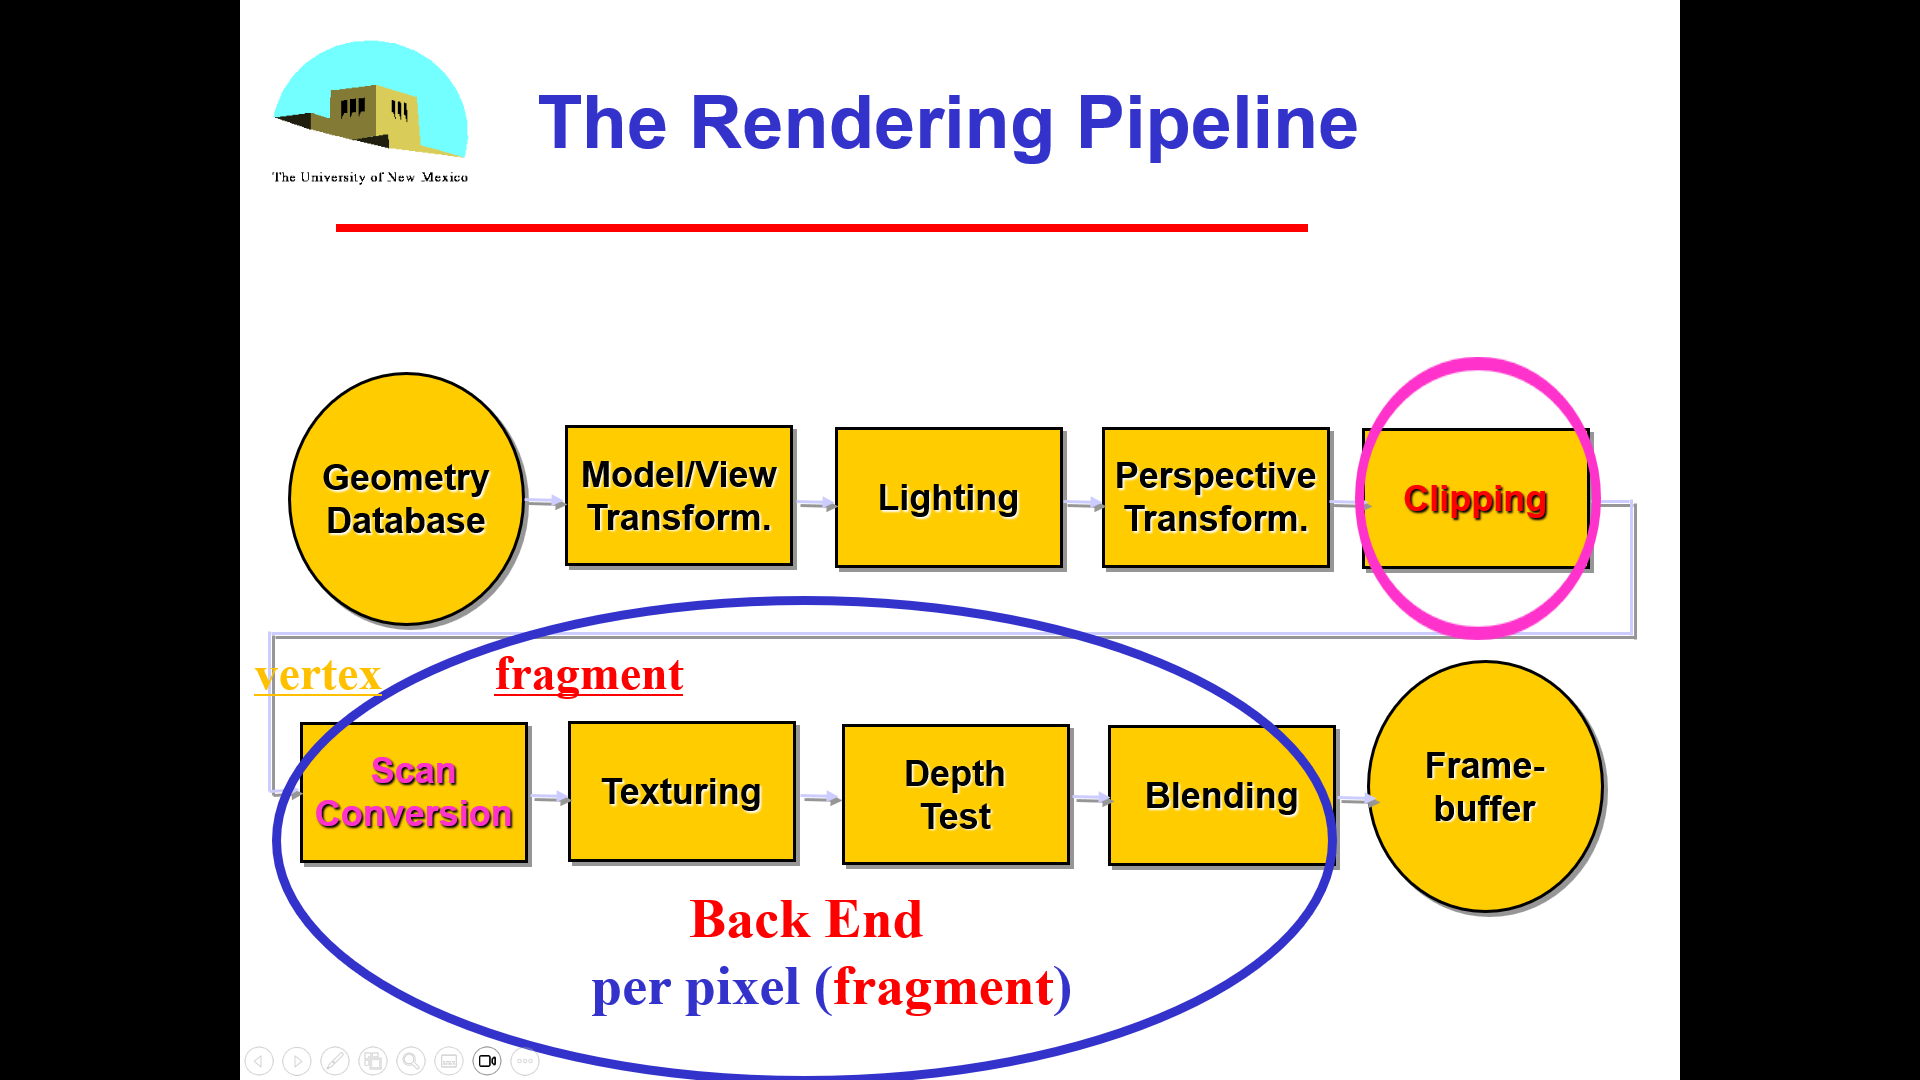 The University of New Mexico
The Rendering Pipeline
Geometry
Database
Model/View
Transform.
Lighting
Perspective
Transform.
Clipping
vertex
fragment
Scan
Conversion
Texturing
Depth
Test
Blending
Frame-
buffer
Back End
per pixel (fragment)